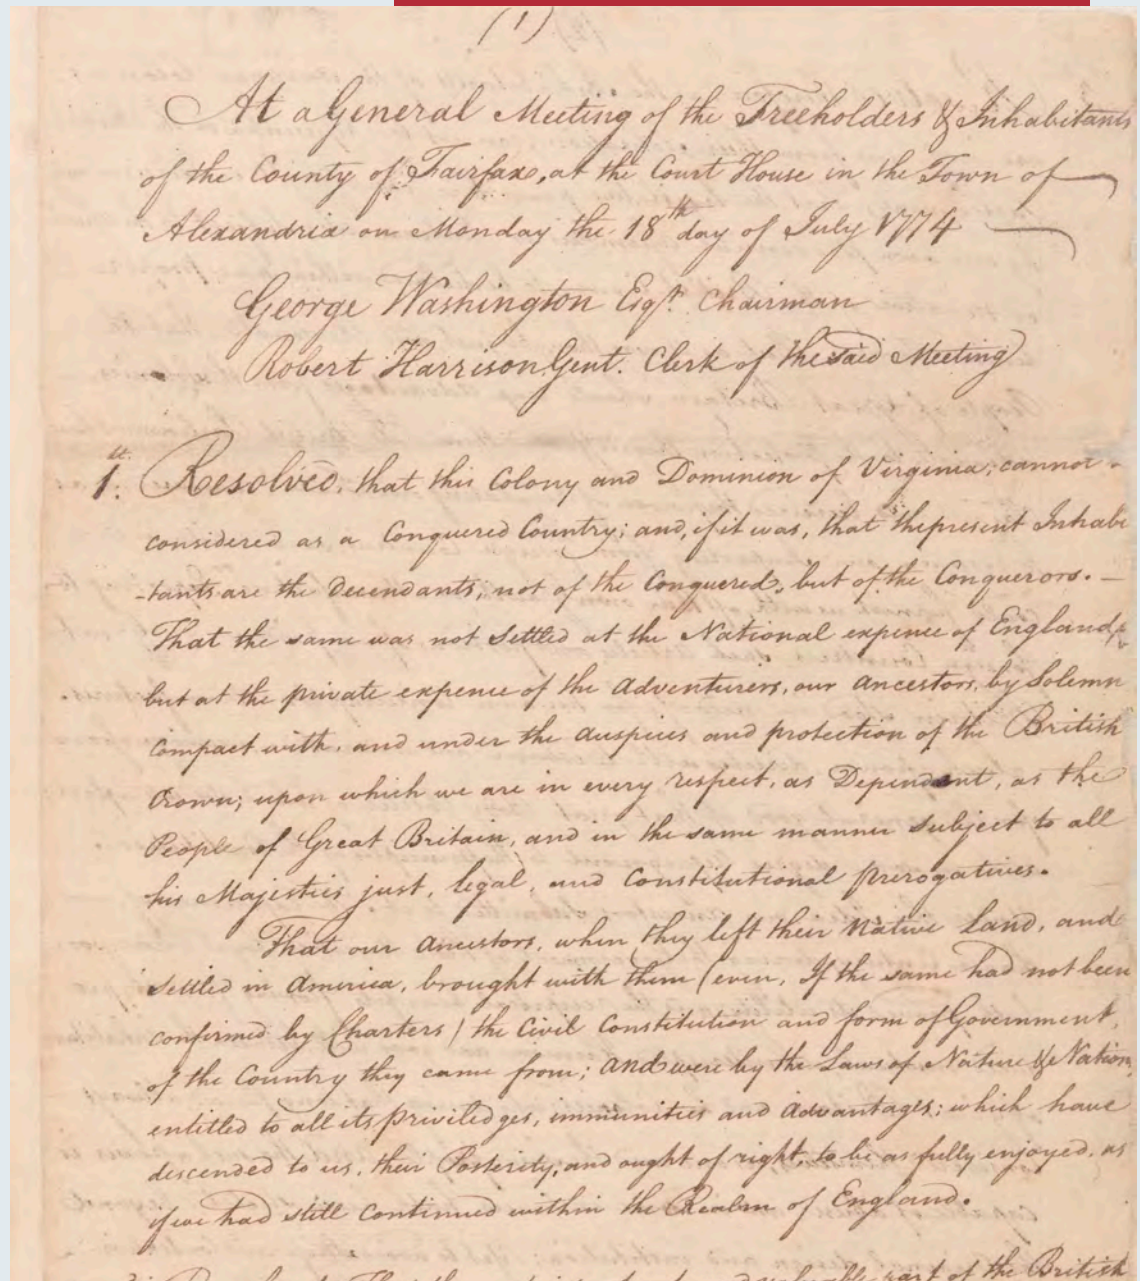 (1)
At a General Meeting of the Freeholders & Inhabitants
of the County of Fairfax, at the Court House in the Town of
Alexandria on Monday the 18th day of July 1774
George Washington Esqr. Chairman
Robert Harrison Gent. Clerk of the said Meeting
1st. Resolved, that this Colony and Dominion of Virginia, cannot
considered as a Conquered Country; and, if it was, that the present Inhabi
-tants are the Decendants, not of the Conquered, but of the Conquerors. —
That the same was not Settled at the National expence of England,
but at the private expence of the Adventurers, our Ancestors, by Solemn
Compact with, and under the Auspices and protection of the British
Crown; upon which we are in every respect, as Dependant, as the
People of Great Britain, and in the same manner subject to all
his Majesties just, legal, and Constitutional prerogatives.
That our Ancestors, when they left their Native Land, and
settled in America, brought with them (even, If the same had not been
confirmed by Charters) the Civil Constitution and form of Government,
of the Country they came from; and were by the Laws of Nature & Nations,
entitled to all its priviledges, immunities and Advantages; which have
descended to us, their Posterity, and ought of right, to be as fully enjoyed, as
if we had still continued within the Realm of England.
part of the British